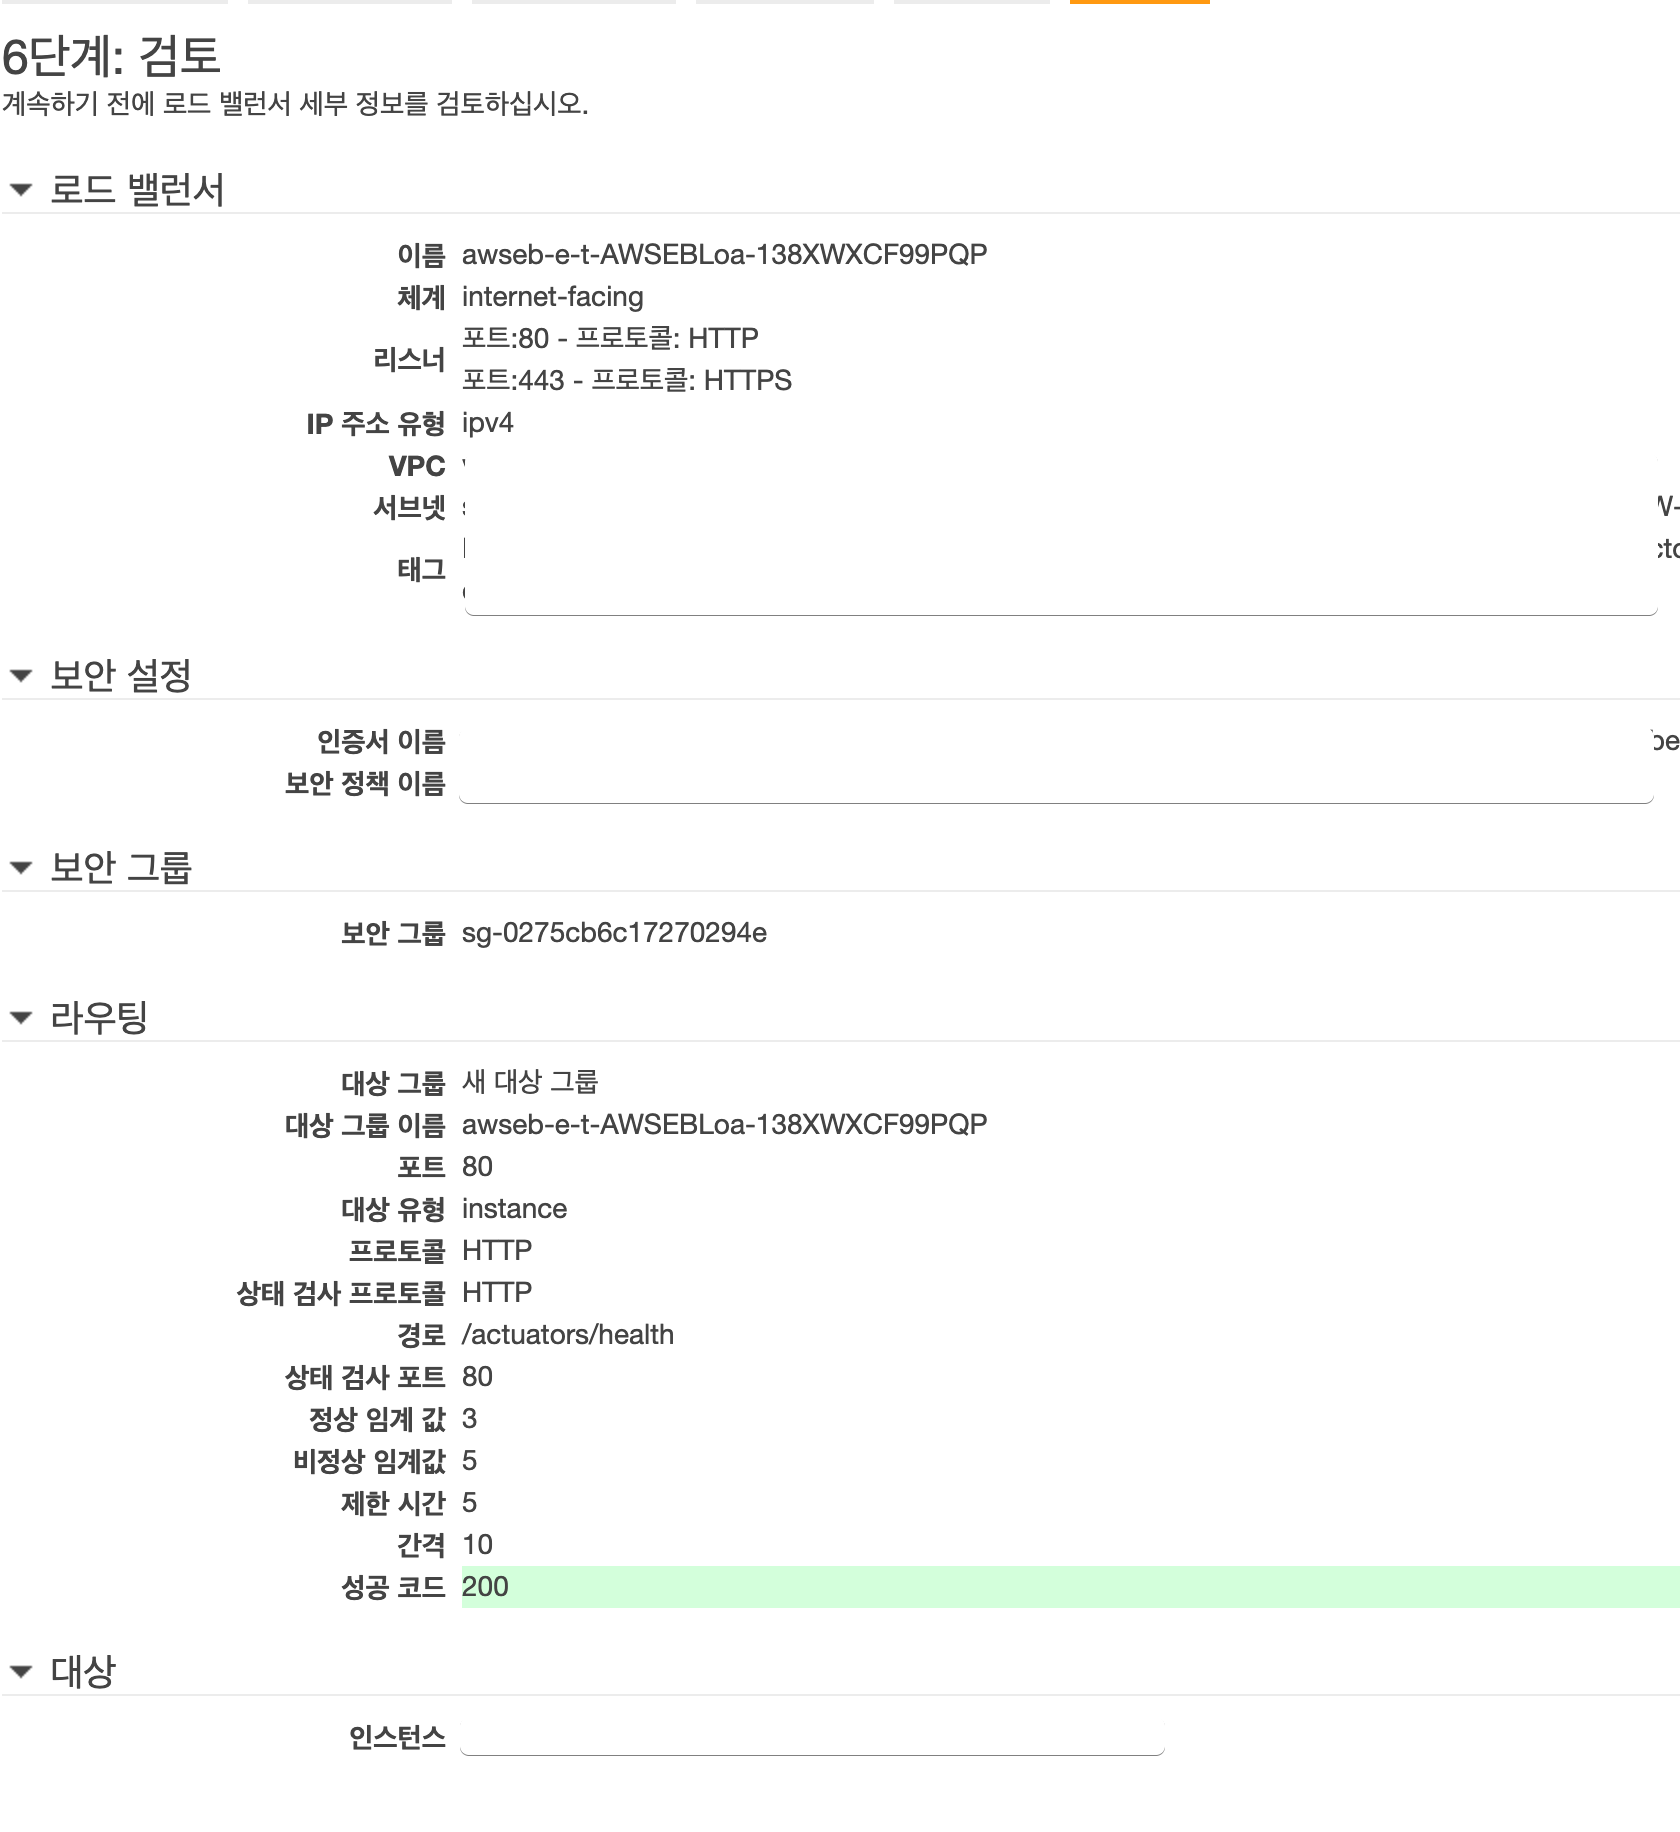 6단계: 검토
계속하기 전에 로드 밸런서 세부 정보를 검토하십시오.
로드 밸런서
이름 awseb-e-t-AWSEBLoa-138XWXCF99PQP
체계 internet-facing
리스너 포트:80 - 프로토콜: HTTP
포트:443 - 프로토콜: HTTPS
IP 주소 유형 ipv4
VPC
서브넷
태그
보안 설정
인증서 이름
보안 정책 이름
보안 그룹
보안 그룹 sg-0275cb6c17270294e
라우팅
대상 그룹 새 대상 그룹
대상 그룹 이름 awseb-e-t-AWSEBLoa-138XWXCF99PQP
포트 80
대상 유형 instance
프로토콜 HTTP
상태 검사 프로토콜 HTTP
경로 /actuators/health
상태 검사 포트 80
정상 임계 값 3
비정상 임계값 5
제한 시간 5
간격 10
성공 코드 200
대상
인스턴스